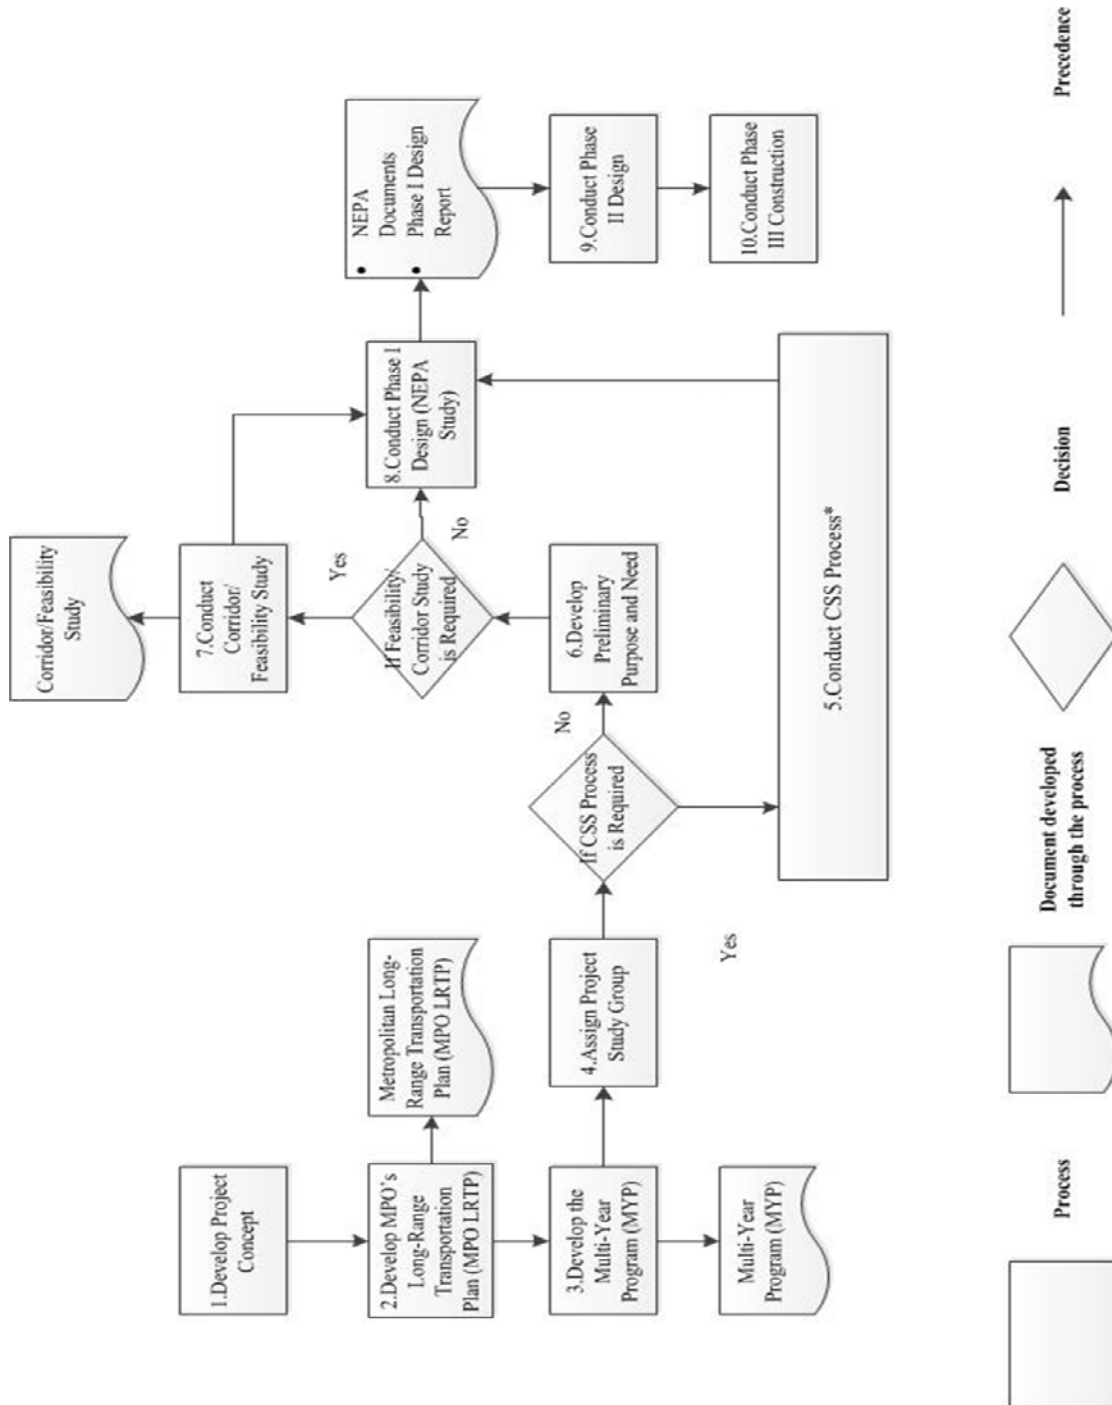 1.Develop Project
Concept
2.Develop MPO's
Long-Range
Transportation
Plan (MPO LRTP)
Metropolitan Long-
Range Transportation
Plan (MPO LRTP)
3.Develop the
Multi-Year
Program (MYP)
Multi-Year
Program (MYP)
4.Assign Project
Study Group
If CSS Process
is Required
No
Yes
5.Conduct CSS Process*
6.Develop
Preliminary
Purpose and Need
If Feasibility/
Corridor Study
is Required
Yes
No
7.Conduct
Corridor/
Feasibility Study
Corridor/Feasibility
Study
8.Conduct Phase I
Design (NEPA
Study)
• NEPA
Documents
• Phase I Design
Report
9.Conduct Phase
II Design
10.Conduct Phase
III Construction
Process
Document developed
through the process
Decision
Precedence